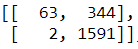 [[  63,  344],
 [   2, 1591]].